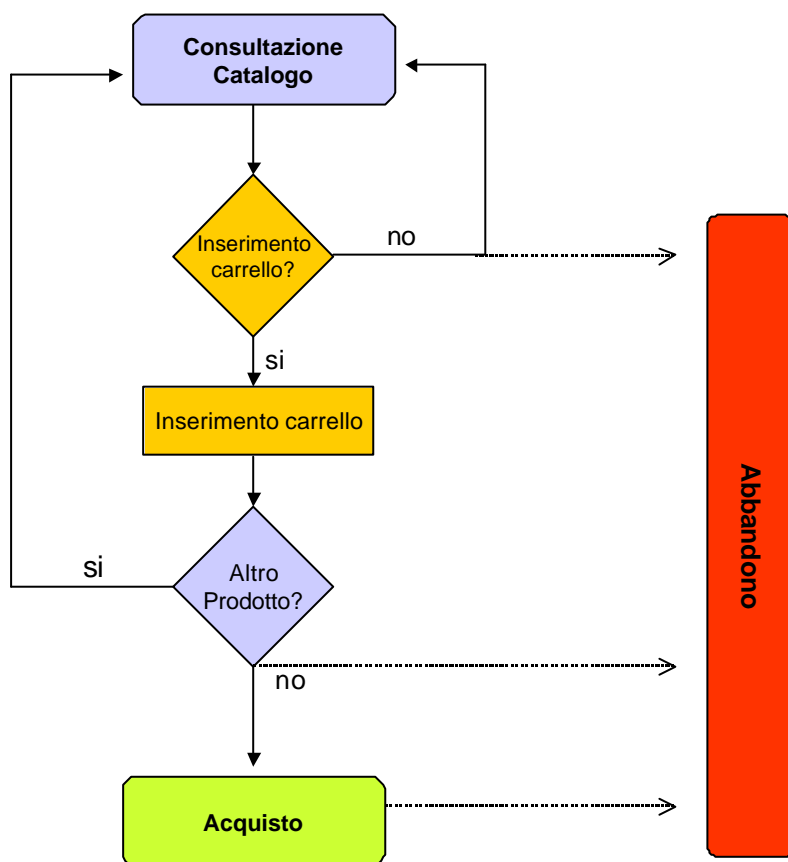 Consultazione
Catalogo
Inserimento
carrello?
no
si
Inserimento carrello
si
Altro
Prodotto?
no
Acquisto
Abbandono